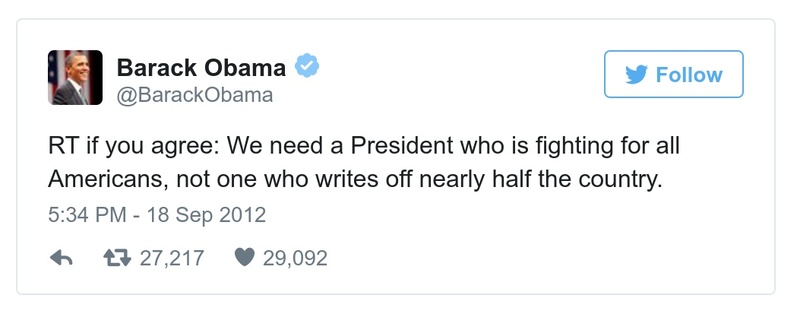 Barack Obama
@BarackObama
Follow
RT if you agree: We need a President who is fighting for all
Americans, not one who writes off nearly half the country.
5:34 PM - 18 Sep 2012
27,217 29,092